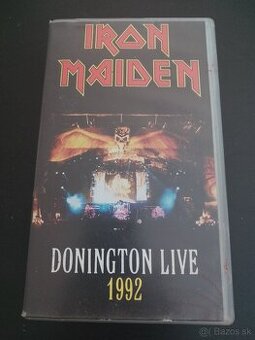 IRON
MAIDEN
DONINGTON LIVE
1992
Bazos.sk